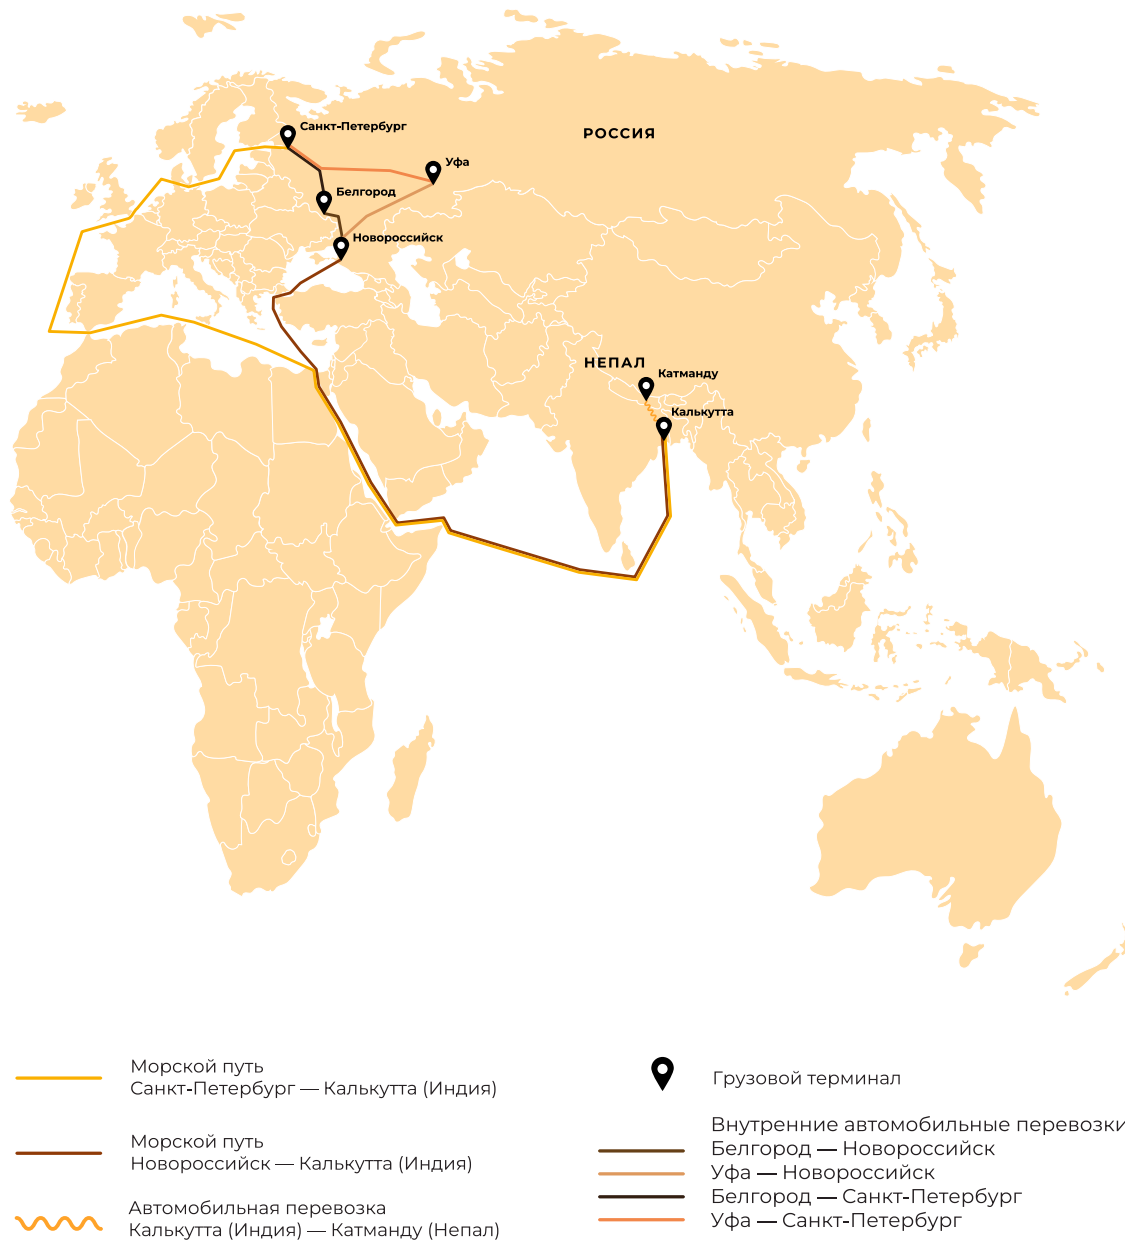 Санкт-Петербург
РОССИЯ
Уфа
Белгород
Новороссийск
НЕПАЛ
Катманду
Калькутта
Морской путь
Санкт-Петербург — Калькутта (Индия)
Морской путь
Новороссийск — Калькутта (Индия)
Автомобильная перевозка
Калькутта (Индия) — Катманду (Непал)
Грузовой терминал
Внутренние автомобильные перевозки
Белгород — Новороссийск
Уфа — Новороссийск
Белгород — Санкт-Петербург
Уфа — Санкт-Петербург